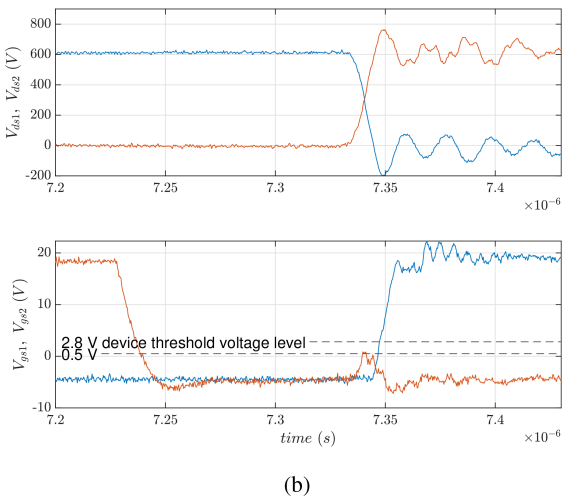 V_ds1, V_ds2 (V)
800
600
400
200
0
-200
7.2 7.25 7.3 7.35 7.4
×10⁻⁶
V_gs1, V_gs2 (V)
20
10
2.8 V device threshold voltage level
0
0.5 V
-10
7.2 7.25 7.3 7.35 7.4
×10⁻⁶
time (s)
(b)